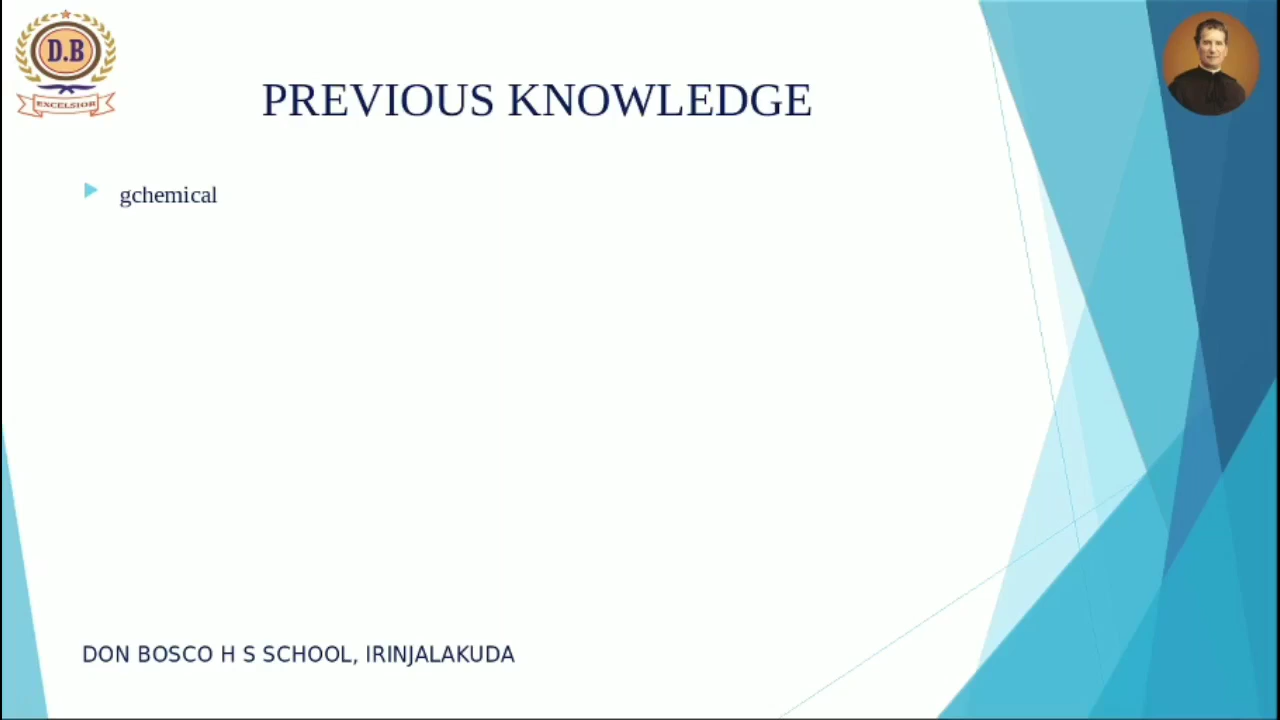 D.B
EXCELSIOR
PREVIOUS KNOWLEDGE
gchemical
DON BOSCO H S SCHOOL, IRINJALAKUDA